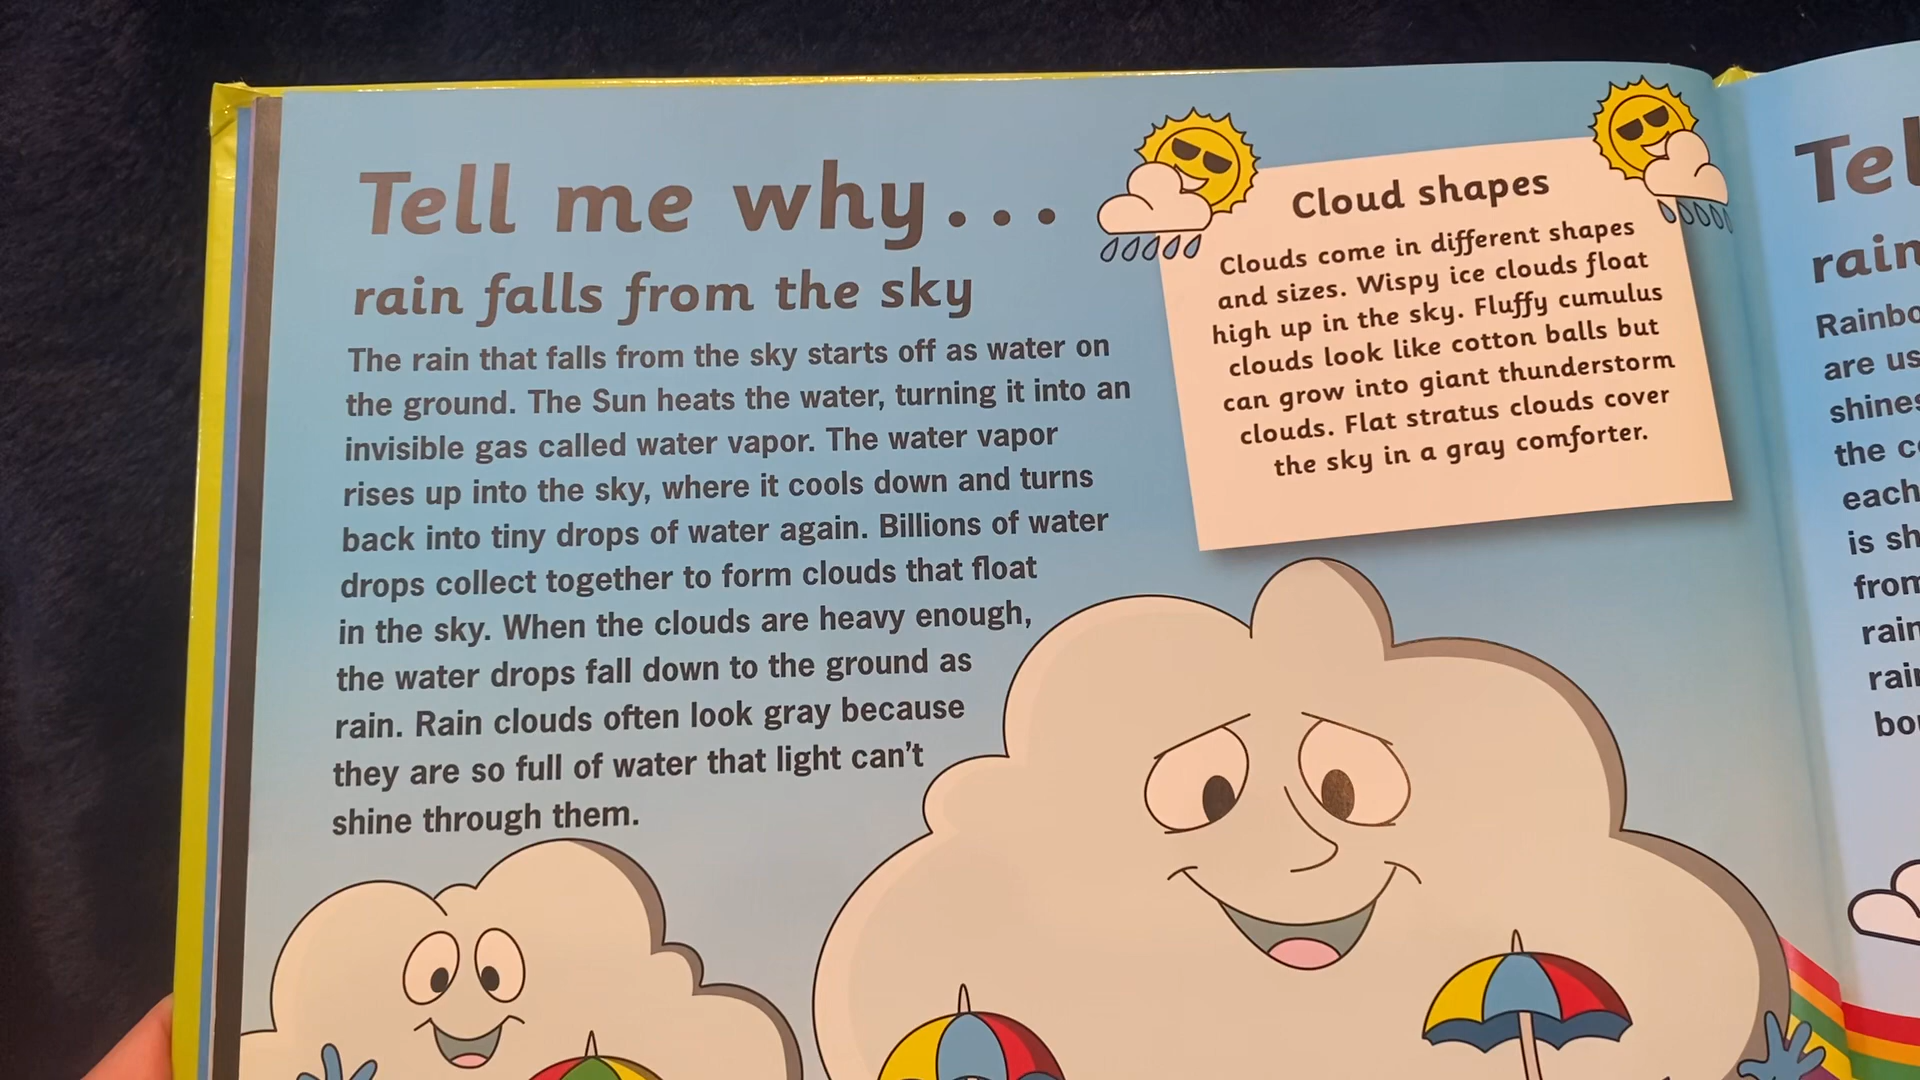 Tell me why...
rain falls from the sky
The rain that falls from the sky starts off as water on
the ground. The Sun heats the water, turning it into an
invisible gas called water vapor. The water vapor
rises up into the sky, where it cools down and turns
back into tiny drops of water again. Billions of water
drops collect together to form clouds that float
in the sky. When the clouds are heavy enough,
the water drops fall down to the ground as
rain. Rain clouds often look gray because
they are so full of water that light can't
shine through them.
Cloud shapes
Clouds come in different shapes
and sizes. Wispy ice clouds float
high up in the sky. Fluffy cumulus
clouds look like cotton balls but
can grow into giant thunderstorm
clouds. Flat stratus clouds cover
the sky in a gray comforter.
rain
are
shines
the
each
is
from